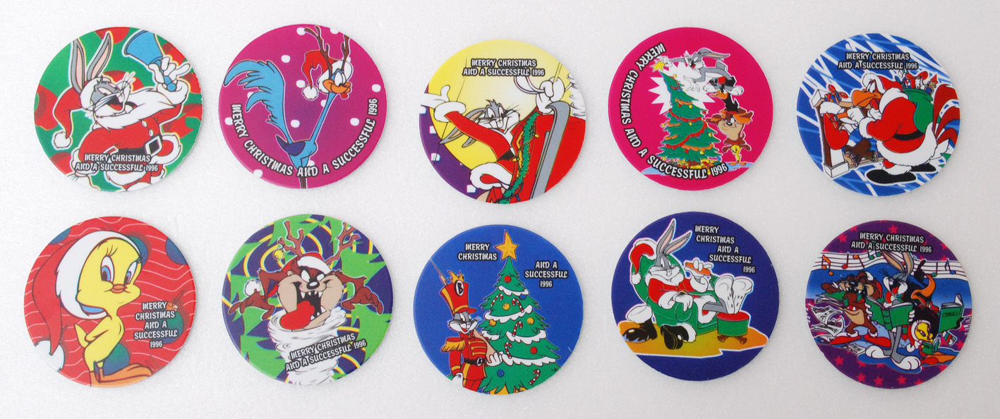 MERRY CHRISTMAS
AND A SUCCESSFUL 1996
MERRY CHRISTMAS AND A SUCCESSFUL 1996
MERRY CHRISTMAS
AND A SUCCESSFUL 1996
MERRY CHRISTMAS AND A SUCCESSFUL 1996
MERRY CHRISTMAS
AND A SUCCESSFUL 1996
MERRY
CHRISTMAS
AND A
SUCCESSFUL
1996
MERRY CHRISTMAS
AND A SUCCESSFUL 1996
MERRY
CHRISTMAS
AND A
SUCCESSFUL
1996
B
MERRY
CHRISTMAS
AND A
SUCCESSFUL
1996
MERRY CHRISTMAS
AND A SUCCESSFUL 1996
CAROLS